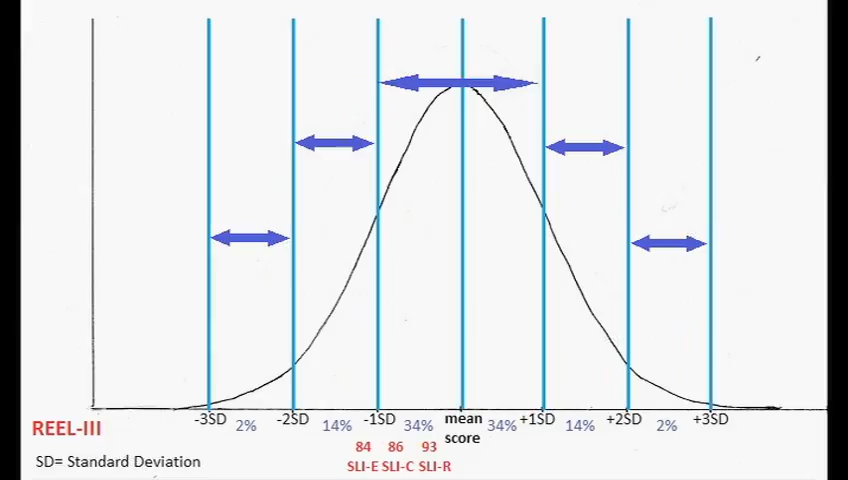 -3SD 2% -2SD 14% -1SD 34% mean score 34% +1SD 14% +2SD 2% +3SD
REEL-III
84 86 93
SLI-E SLI-C SLI-R
SD= Standard Deviation